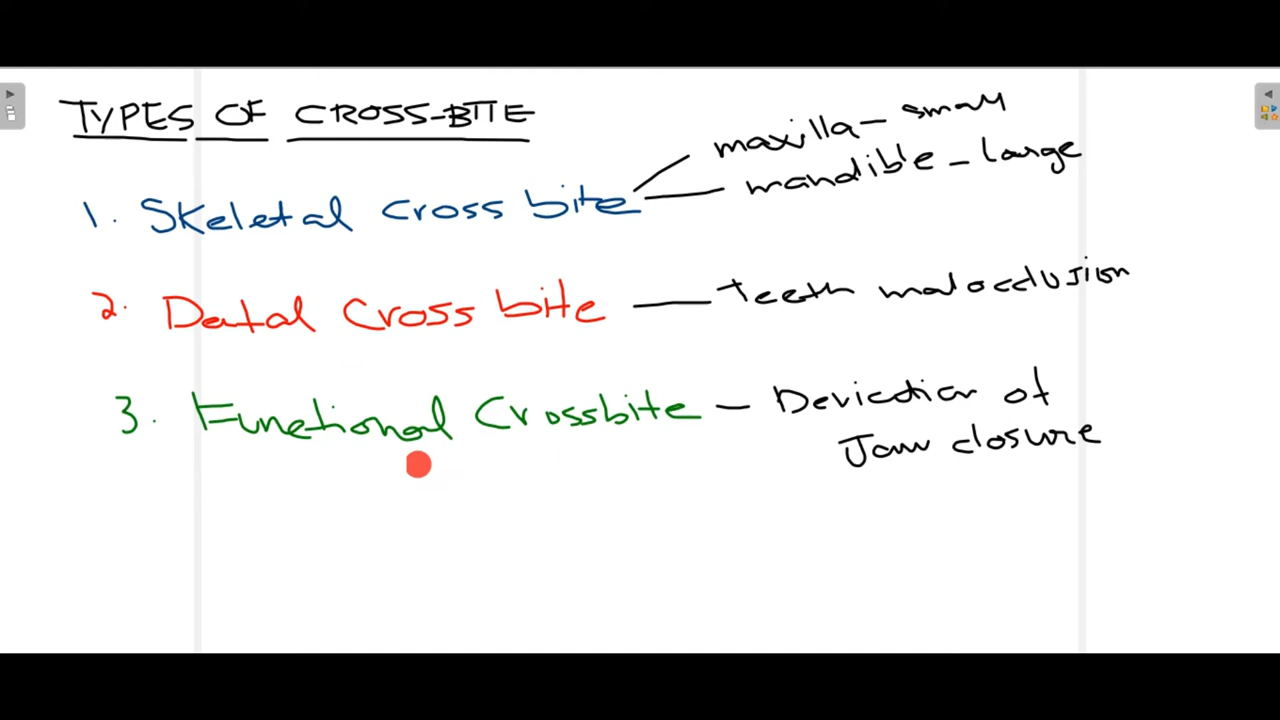 TYPES OF CROSS-BITE
maxilla - small
mandible - large
1. Skeletal Cross bite
2. Dental Cross bite — Teeth malocclusion
3. Functional Crossbite - Deviation of
Jaw closure